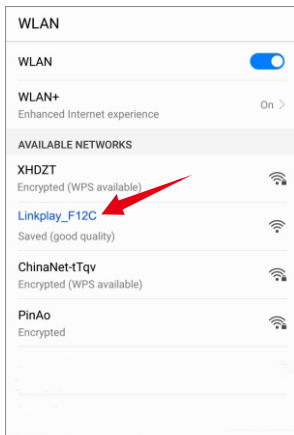 WLAN
WLAN
WLAN+
Enhanced Internet experience
On >
AVAILABLE NETWORKS
XHDZT
Encrypted (WPS available)
Linkplay_F12C
Saved (good quality)
ChinaNet-tTqv
Encrypted (WPS available)
PinAo
Encrypted